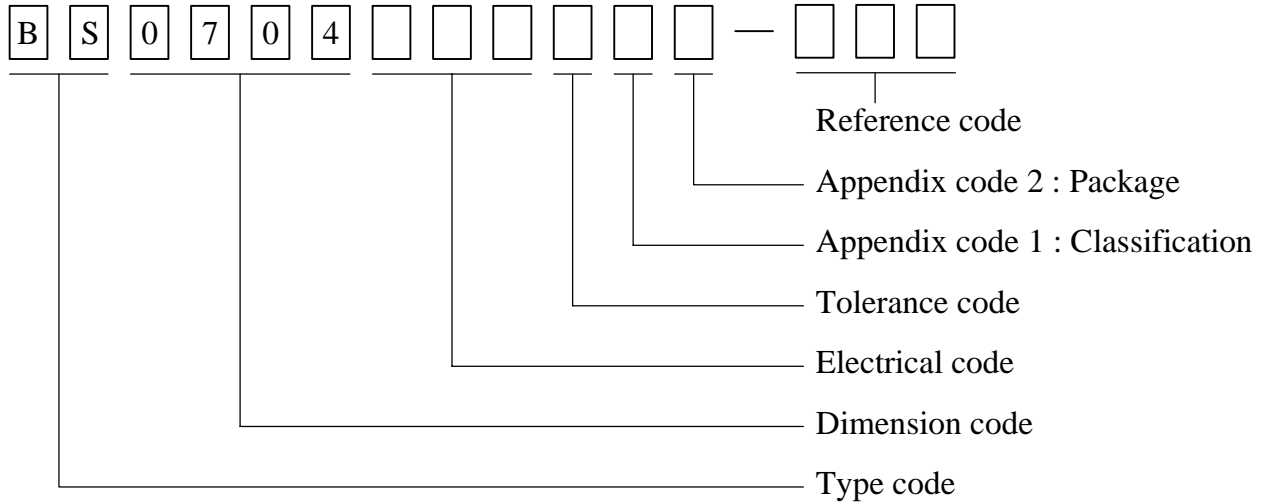 B S 0 7 0 4 —
Reference code
Appendix code 2 : Package
Appendix code 1 : Classification
Tolerance code
Electrical code
Dimension code
Type code